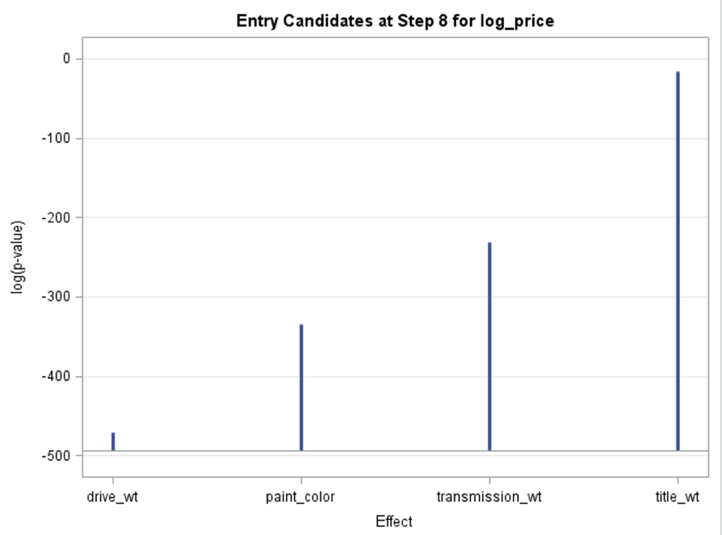 Entry Candidates at Step 8 for log_price
0
-100
-200
-300
-400
-500
log(p-value)
drive_wt
paint_color
transmission_wt
title_wt
Effect